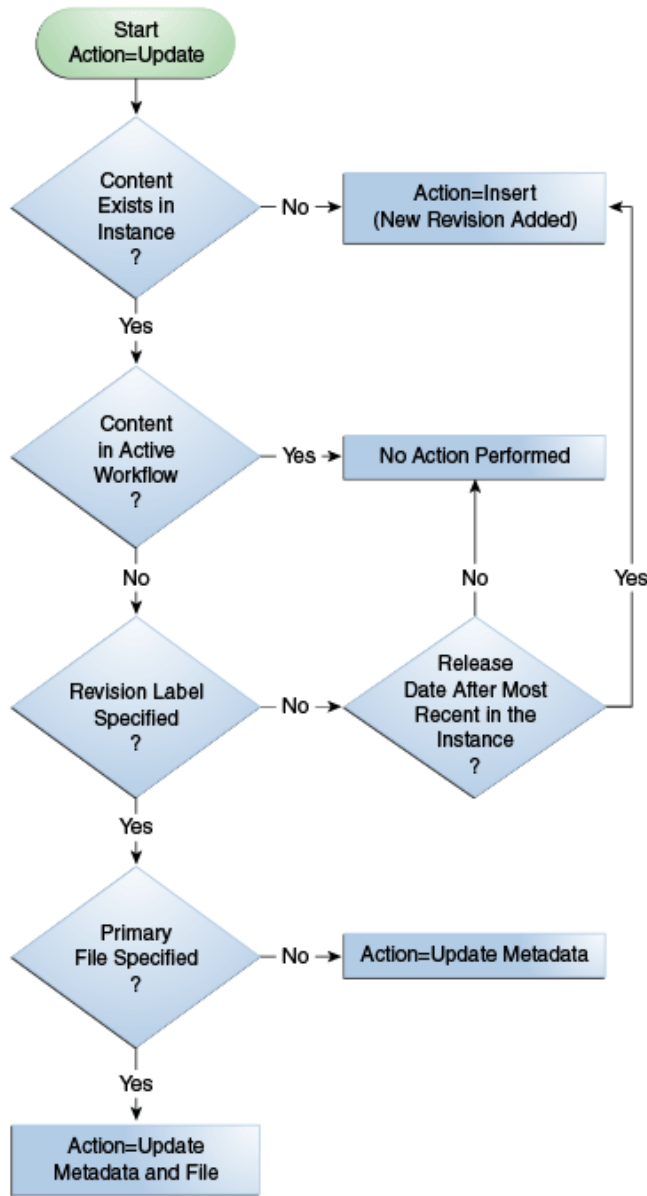 Start
Action=Update
Content
Exists in
Instance
?
No
Action=Insert
(New Revision Added)
Yes
Content
in Active
Workflow
?
Yes
No Action Performed
No
No
Yes
Revision Label
Specified
?
No
Release
Date After Most
Recent in the
Instance
?
Yes
Primary
File Specified
?
No
Action=Update Metadata
Yes
Action=Update
Metadata and File